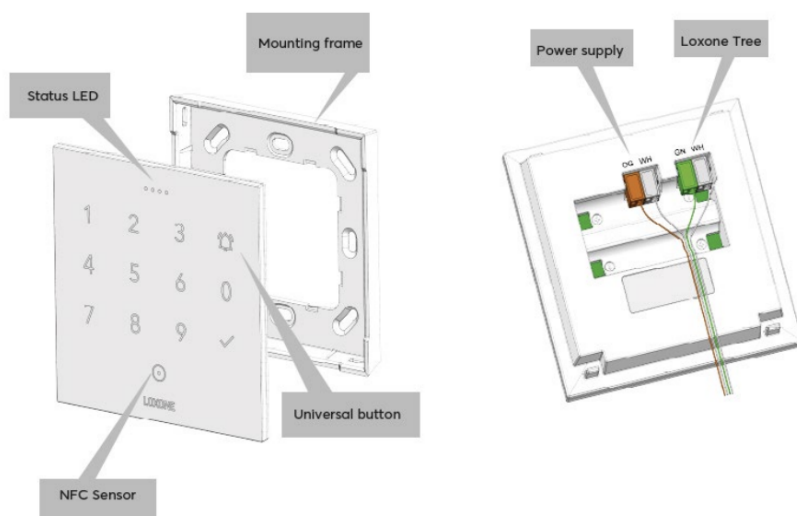 Mounting frame
Status LED
Power supply
Loxone Tree
OG WH
GN WH
1 2 3
4 5 6 0
7 8 9
LOXONE
Universal button
NFC Sensor